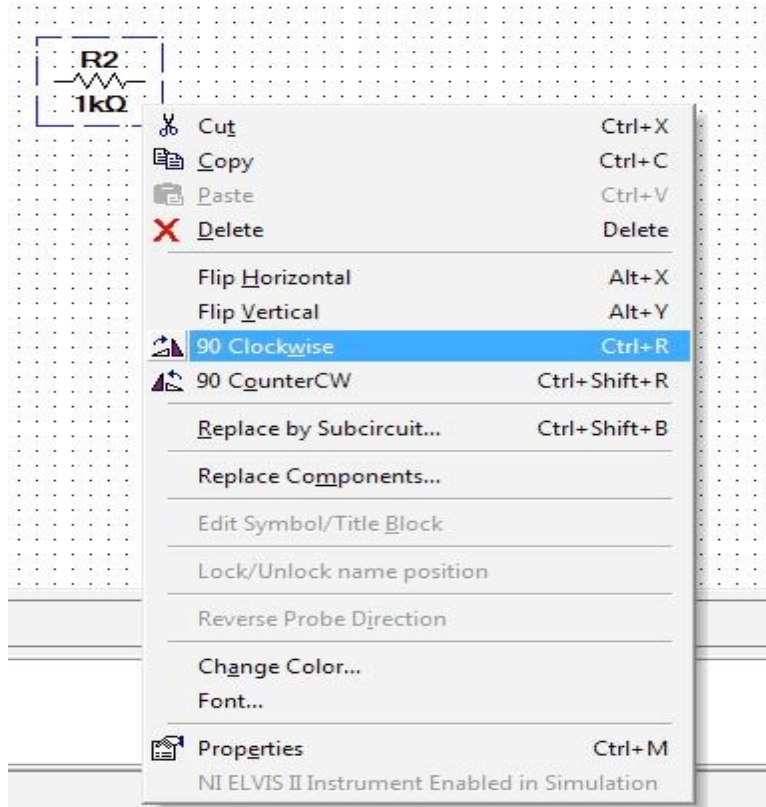 R2
1kΩ
Cut Ctrl+X
Copy Ctrl+C
Paste Ctrl+V
Delete Delete
Flip Horizontal Alt+X
Flip Vertical Alt+Y
90 Clockwise Ctrl+R
90 CounterCW Ctrl+Shift+R
Replace by Subcircuit... Ctrl+Shift+B
Replace Components...
Edit Symbol/Title Block
Lock/Unlock name position
Reverse Probe Direction
Change Color...
Font...
Properties Ctrl+M
NI ELVIS II Instrument Enabled in Simulation